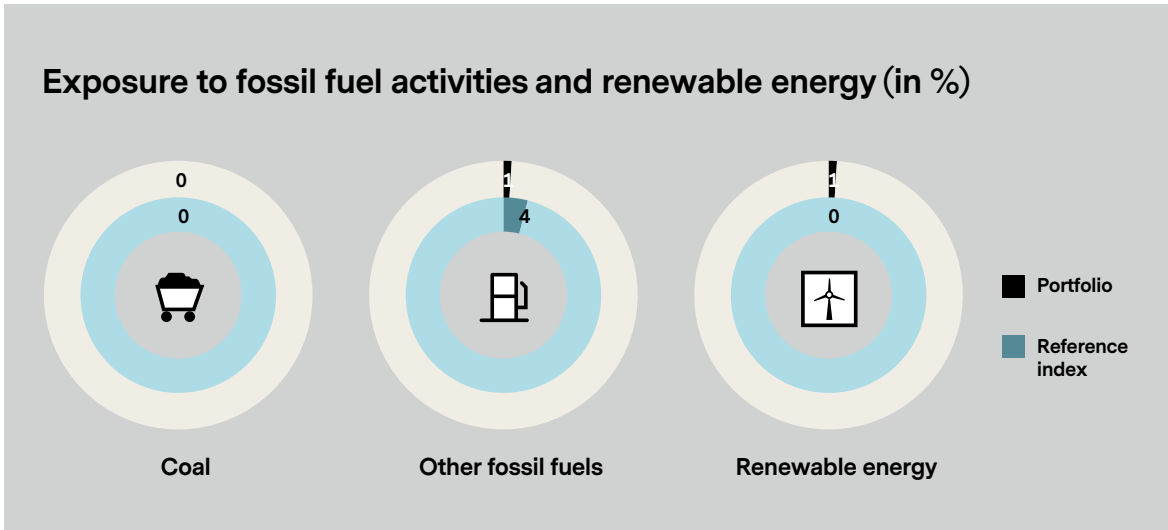 Exposure to fossil fuel activities and renewable energy (in %)
0
0
1
4
1
0
Portfolio
Reference
index
Coal
Other fossil fuels
Renewable energy